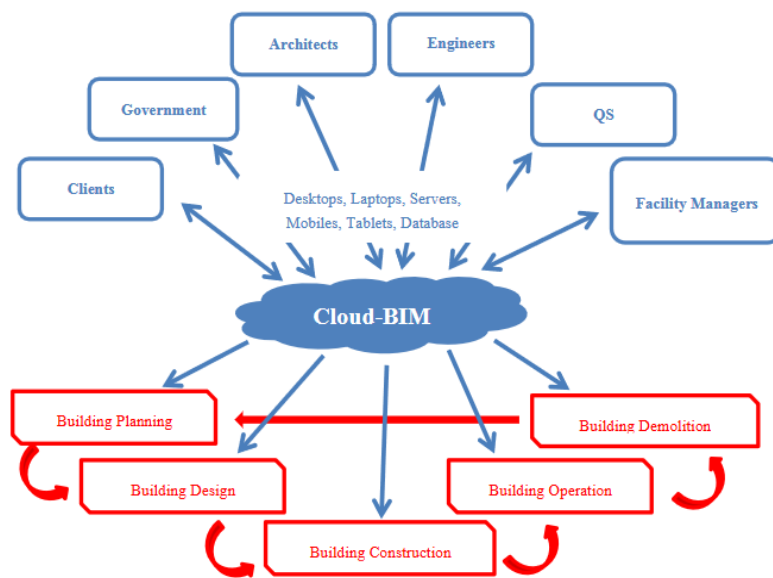 Architects
Engineers
Government
QS
Clients
Facility Managers
Desktops, Laptops, Servers,
Mobiles, Tablets, Database
Cloud-BIM
Building Planning
Building Demolition
Building Design
Building Operation
Building Construction